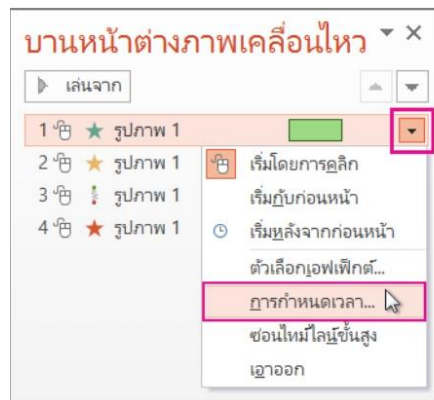 บานหน้าต่างภาพเคลื่อนไหว
เล่นจาก
1 รูปภาพ 1
2 รูปภาพ 1
3 รูปภาพ 1
4 รูปภาพ 1
เริ่มโดยการคลิก
เริ่มกับก่อนหน้า
เริ่มหลังจากก่อนหน้า
ตัวเลือกเอฟเฟ็กต์...
การกำหนดเวลา...
ซ่อนไหม์ไลน์ขั้นสูง
เอาออก